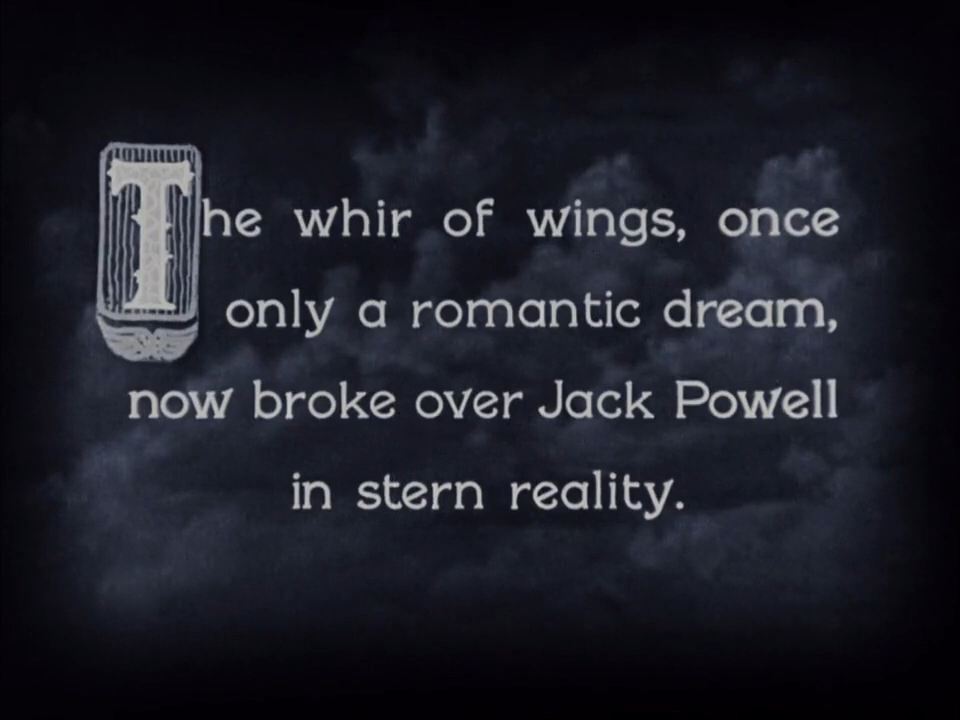 The whir of wings, once
only a romantic dream,
now broke over Jack Powell
in stern reality.